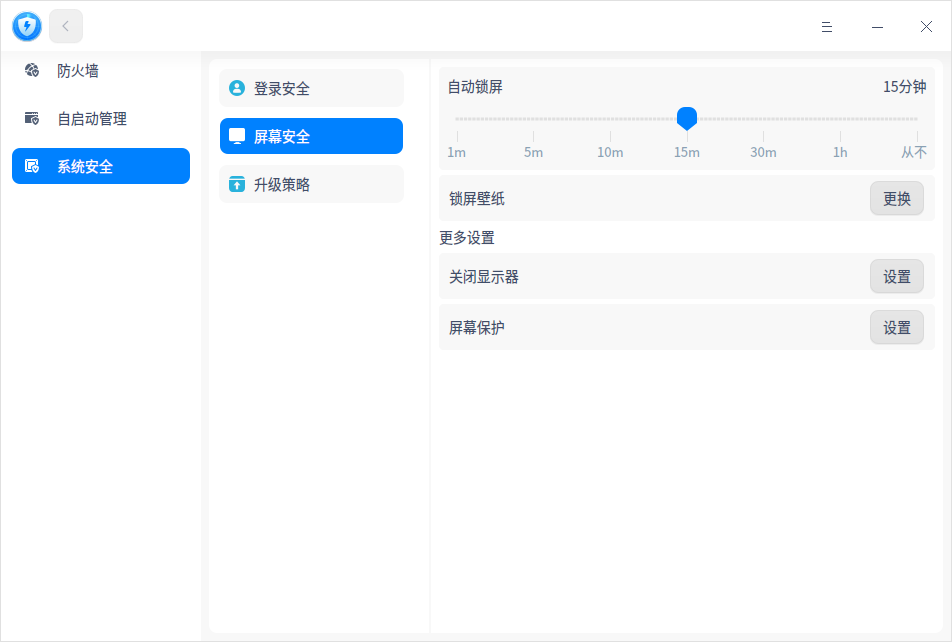 防火墙
自启动管理
系统安全
登录安全
屏幕安全
升级策略
自动锁屏 15分钟
1m 5m 10m 15m 30m 1h 从不
锁屏壁纸 更换
更多设置
关闭显示器 设置
屏幕保护 设置